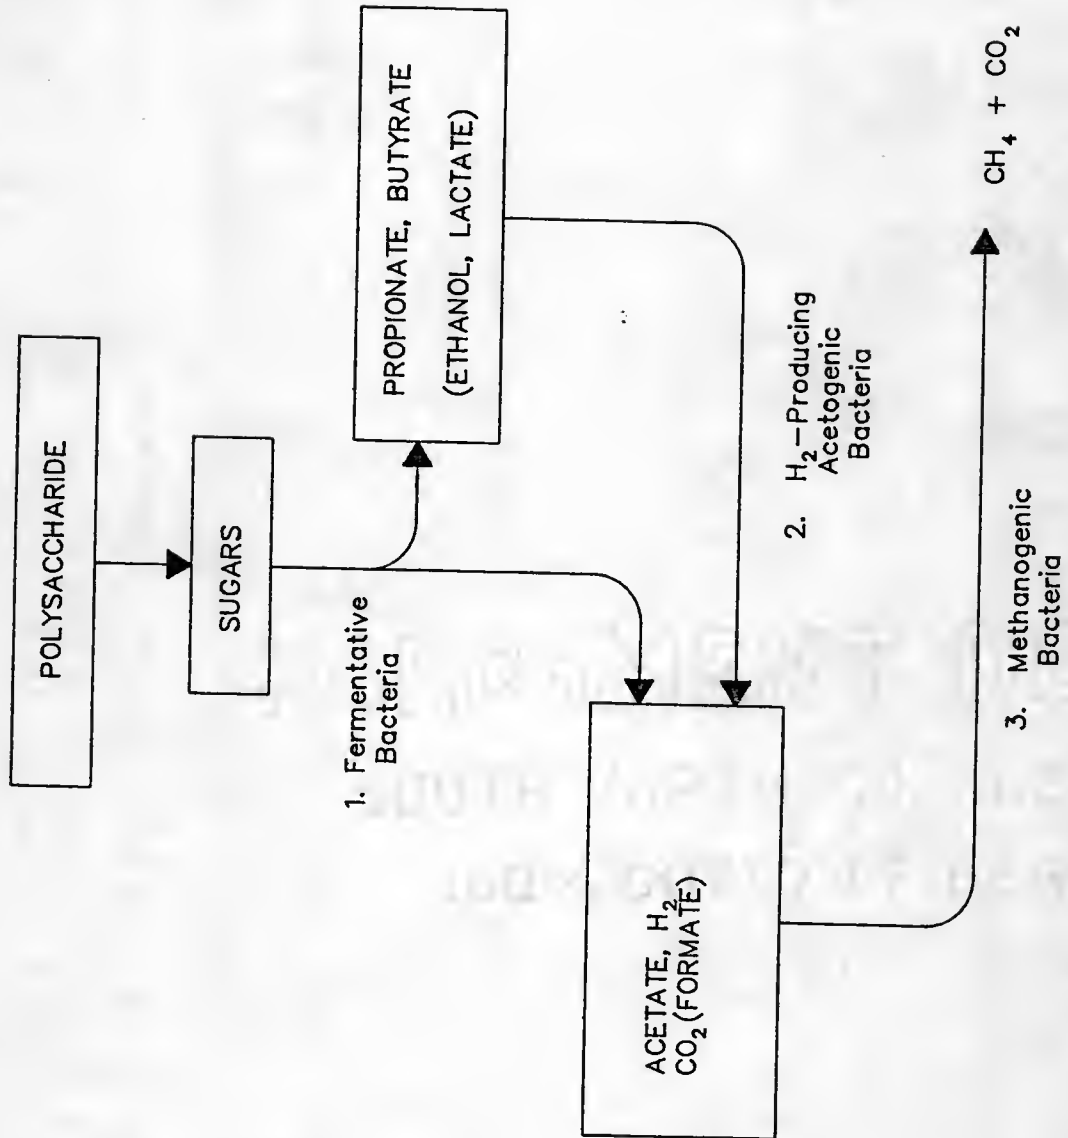 POLYSACCHARIDE
SUGARS
1. Fermentative
Bacteria
PROPIONATE, BUTYRATE
(ETHANOL, LACTATE)
2. H₂-Producing
Acetogenic
Bacteria
ACETATE, H₂
CO₂(FORMATE)
3. Methanogenic
Bacteria
CH₄ + CO₂